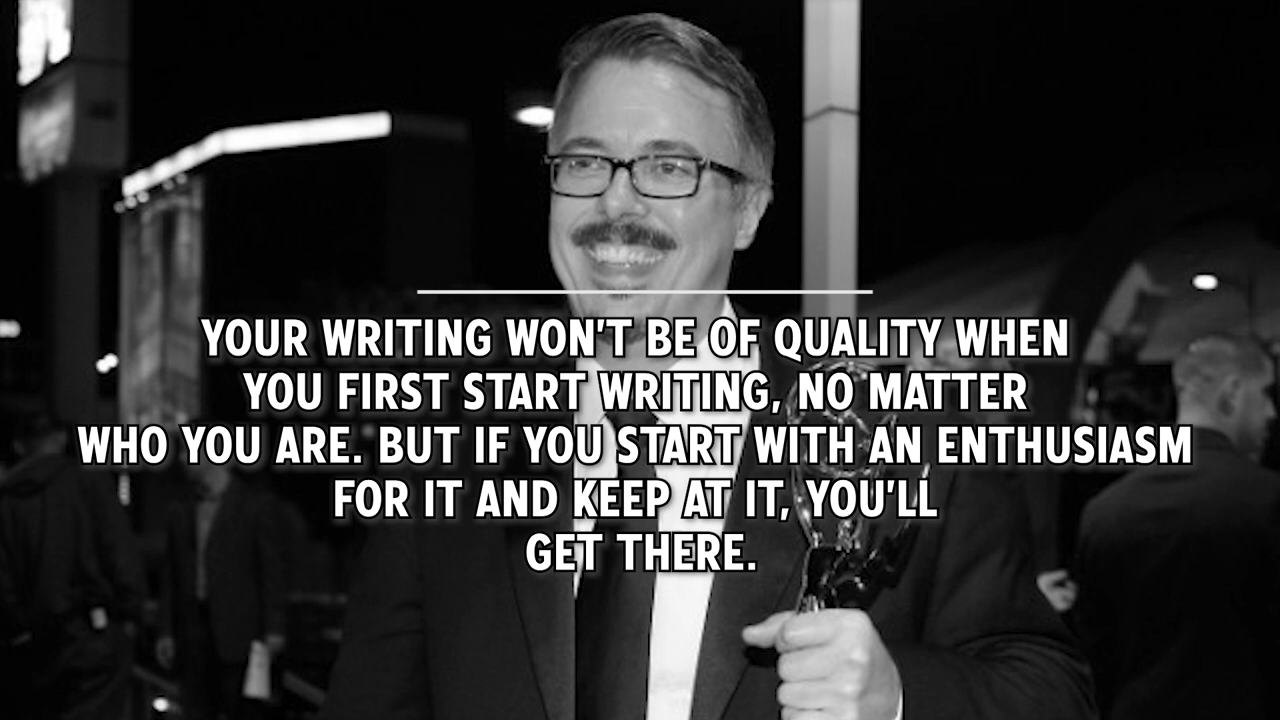 YOUR WRITING WON'T BE OF QUALITY WHEN
YOU FIRST START WRITING, NO MATTER
WHO YOU ARE. BUT IF YOU START WITH AN ENTHUSIASM
FOR IT AND KEEP AT IT, YOU'LL
GET THERE.